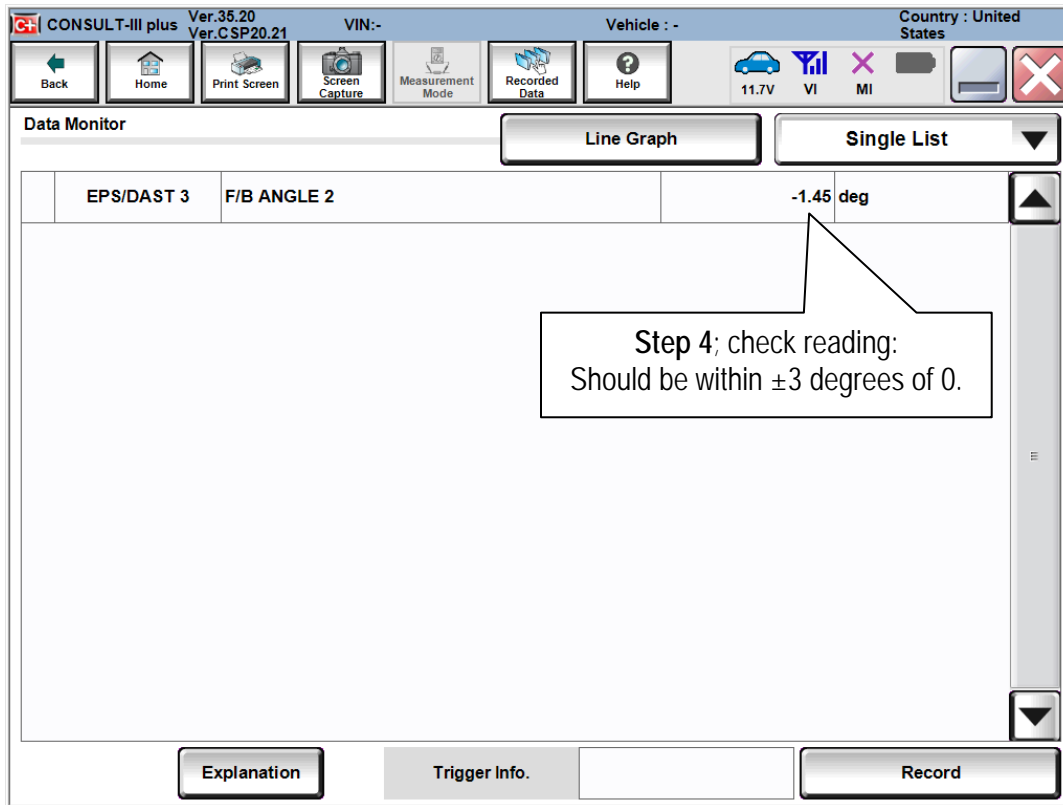 C+ CONSULT-III plus Ver.35.20 VIN:- Vehicle : - Country : United
Ver.CSP20.21 States
Back Home Print Screen Screen Capture Measurement Mode Recorded Data Help 11.7V VI MI
Data Monitor
Line Graph Single List
EPS/DAST 3 F/B ANGLE 2 -1.45 deg
Step 4; check reading:
Should be within ±3 degrees of 0.
Explanation Trigger Info. Record